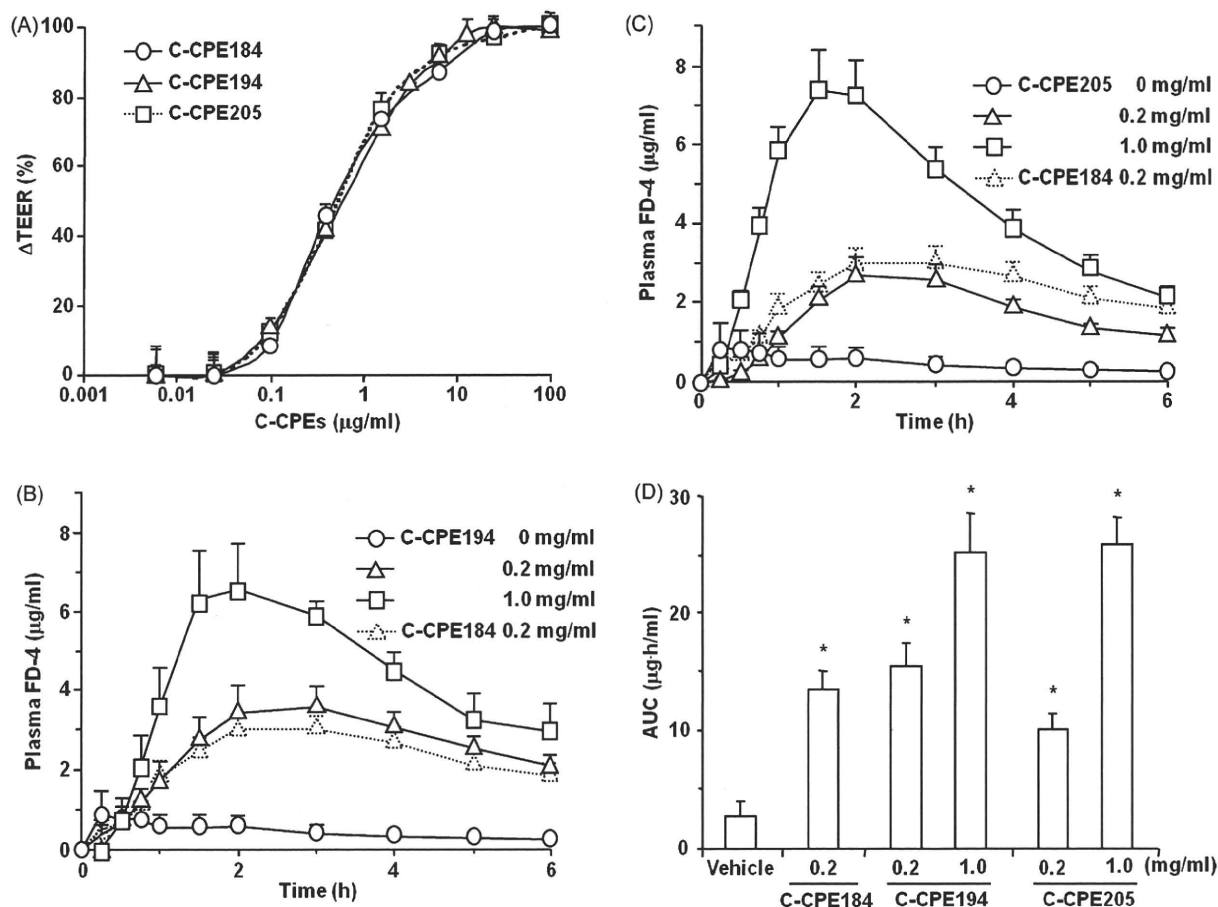 (A)
C-CPE184
C-CPE194
C-CPE205
ΔTEER (%)
100
80
60
40
20
0
0.001 0.01 0.1 1 10 100
C-CPEs (μg/ml)
(B)
C-CPE194 0 mg/ml
0.2 mg/ml
1.0 mg/ml
C-CPE184 0.2 mg/ml
Plasma FD-4 (μg/ml)
8
6
4
2
0
0 2 4 6
Time (h)
(C)
C-CPE205 0 mg/ml
0.2 mg/ml
1.0 mg/ml
C-CPE184 0.2 mg/ml
Plasma FD-4 (μg/ml)
8
6
4
2
0
0 2 4 6
Time (h)
(D)
AUC (μg·h/ml)
30
20
10
0
* * * * *
Vehicle 0.2 0.2 1.0 0.2 1.0 (mg/ml)
C-CPE184 C-CPE194 C-CPE205